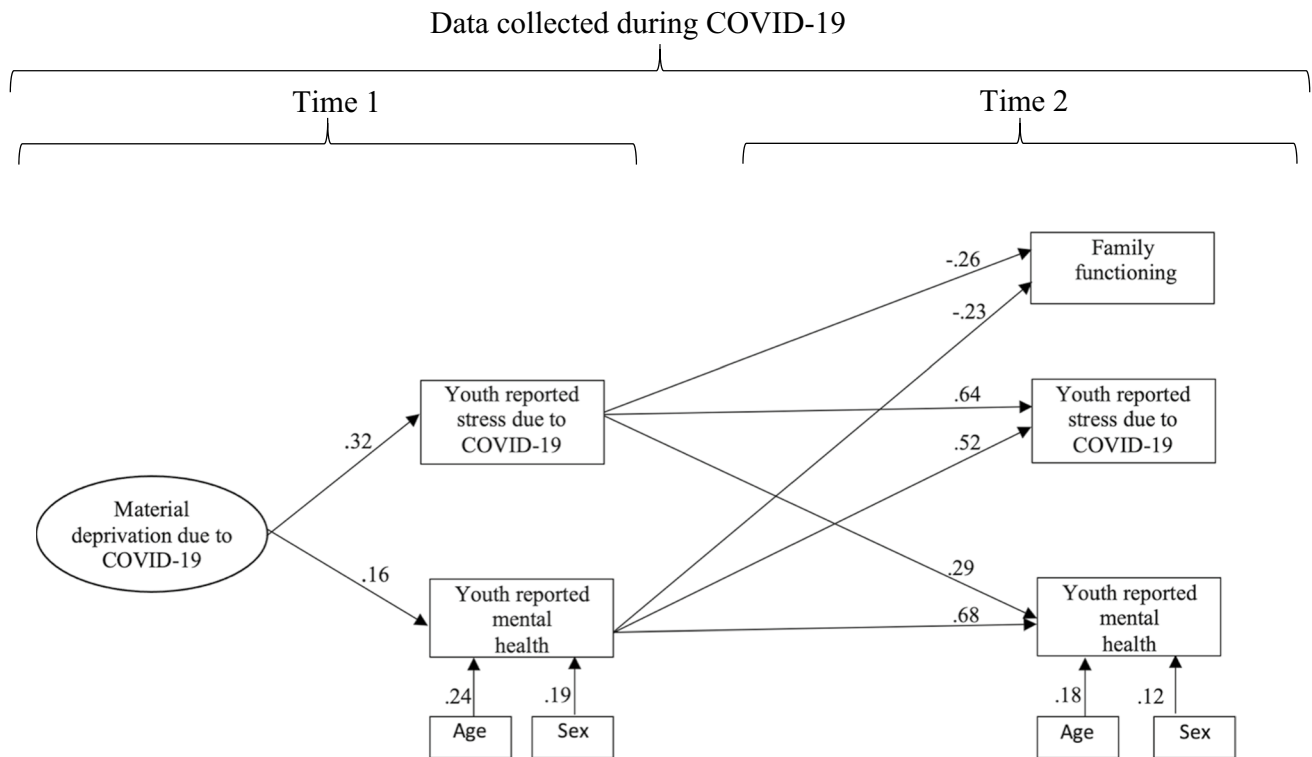 Data collected during COVID-19
Time 1
Time 2
Family
functioning
-.26
-.23
Youth reported
stress due to
COVID-19
.64
Youth reported
stress due to
COVID-19
.32
.52
Material
deprivation due to
COVID-19
.16
.29
Youth reported
mental
health
.68
Youth reported
mental
health
.24
.19
.18
.12
Age
Sex
Age
Sex